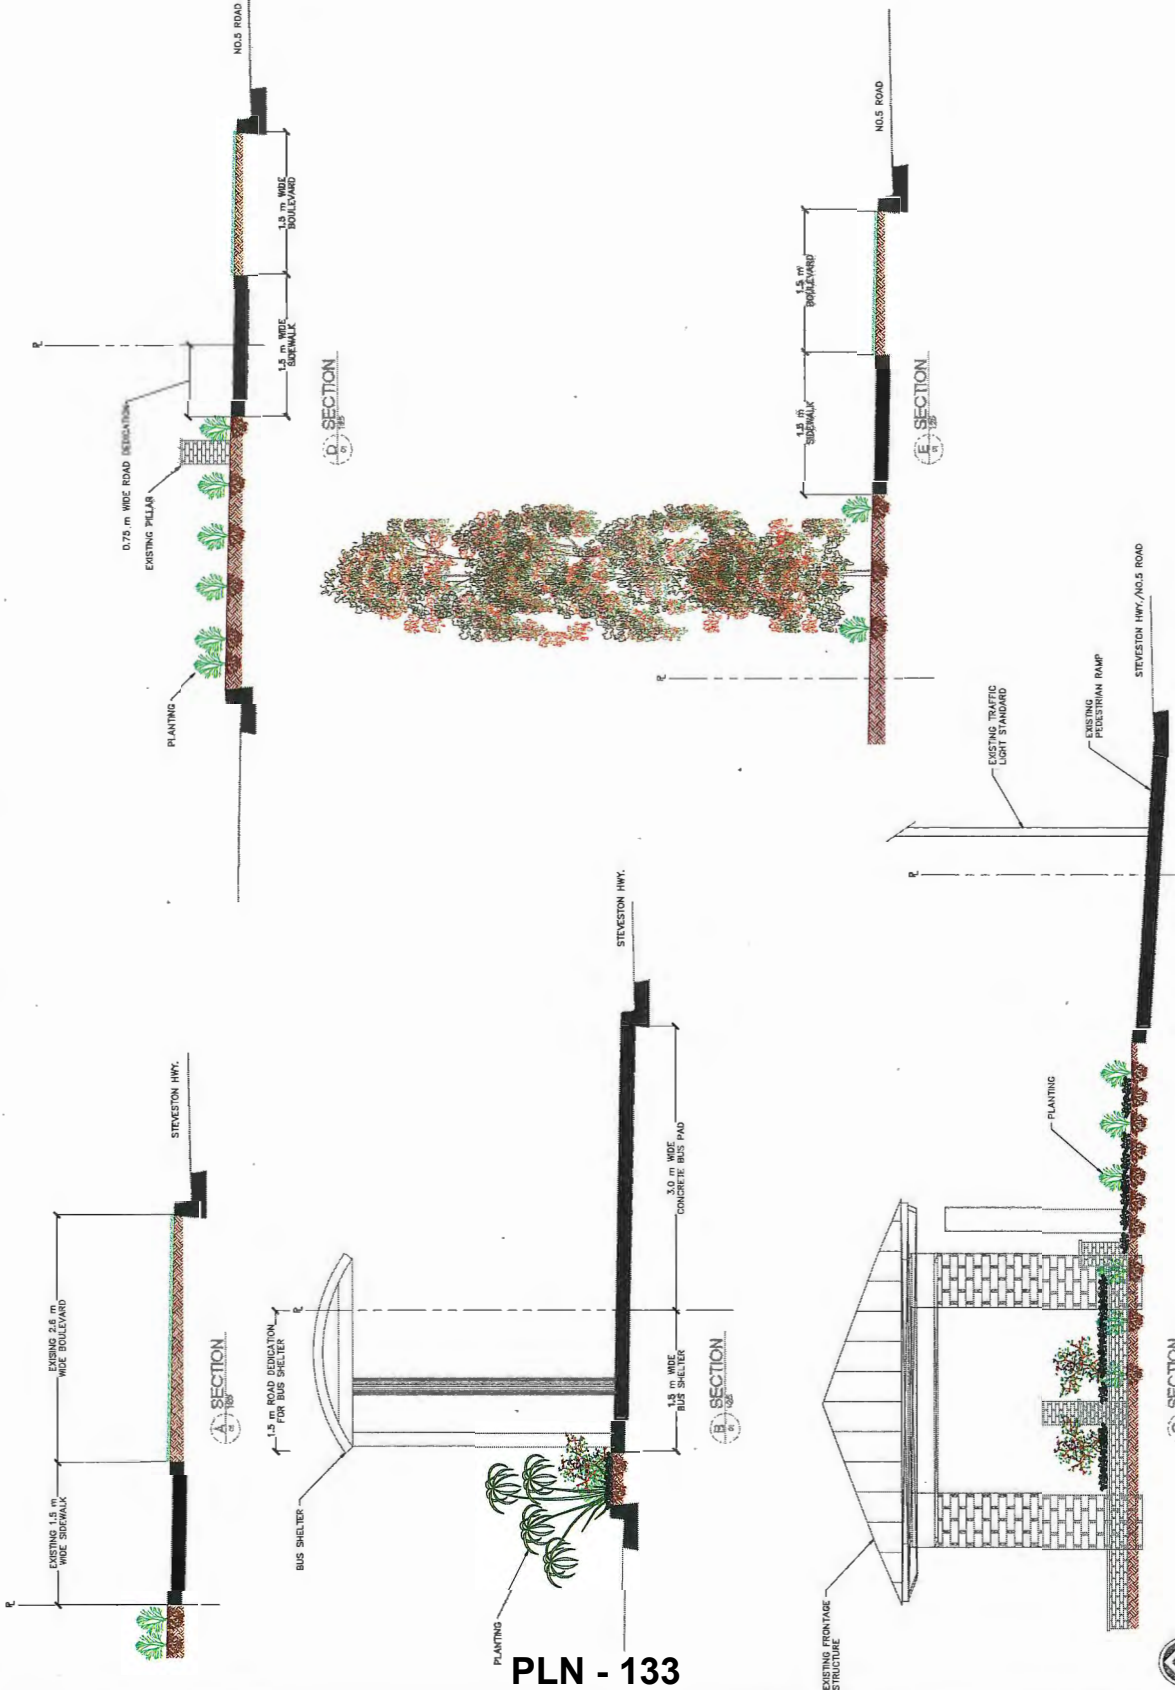 NO.5 ROAD
1.5 m WIDE
BOULEVARD
1.5 m WIDE
SIDEWALK
0.75 m WIDE ROAD DEDICATION
EXISTING PILLAR
PLANTING
D SECTION
NO.5 ROAD
1.5 m
BOULEVARD
1.5 m
SIDEWALK
E SECTION
STEVESTON HWY.
EXISING 2.6 m
WIDE BOULEVARD
EXISTING 1.5 m
WIDE SIDEWALK
A SECTION
STEVESTON HWY.
1.5 m ROAD DEDICATION
FOR BUS SHELTER
BUS SHELTER
3.0 m WIDE
CONCRETE BUS PAD
1.5 m WIDE
BUS SHELTER
PLANTING
B SECTION
STEVESTON HWY./NO.5 ROAD
EXISTING
PEDESTRIAN RAMP
EXISTING TRAFFIC
LIGHT STANDARD
PLANTING
EXISTING FRONTAGE
STRUCTURE
SECTION
PLN - 133